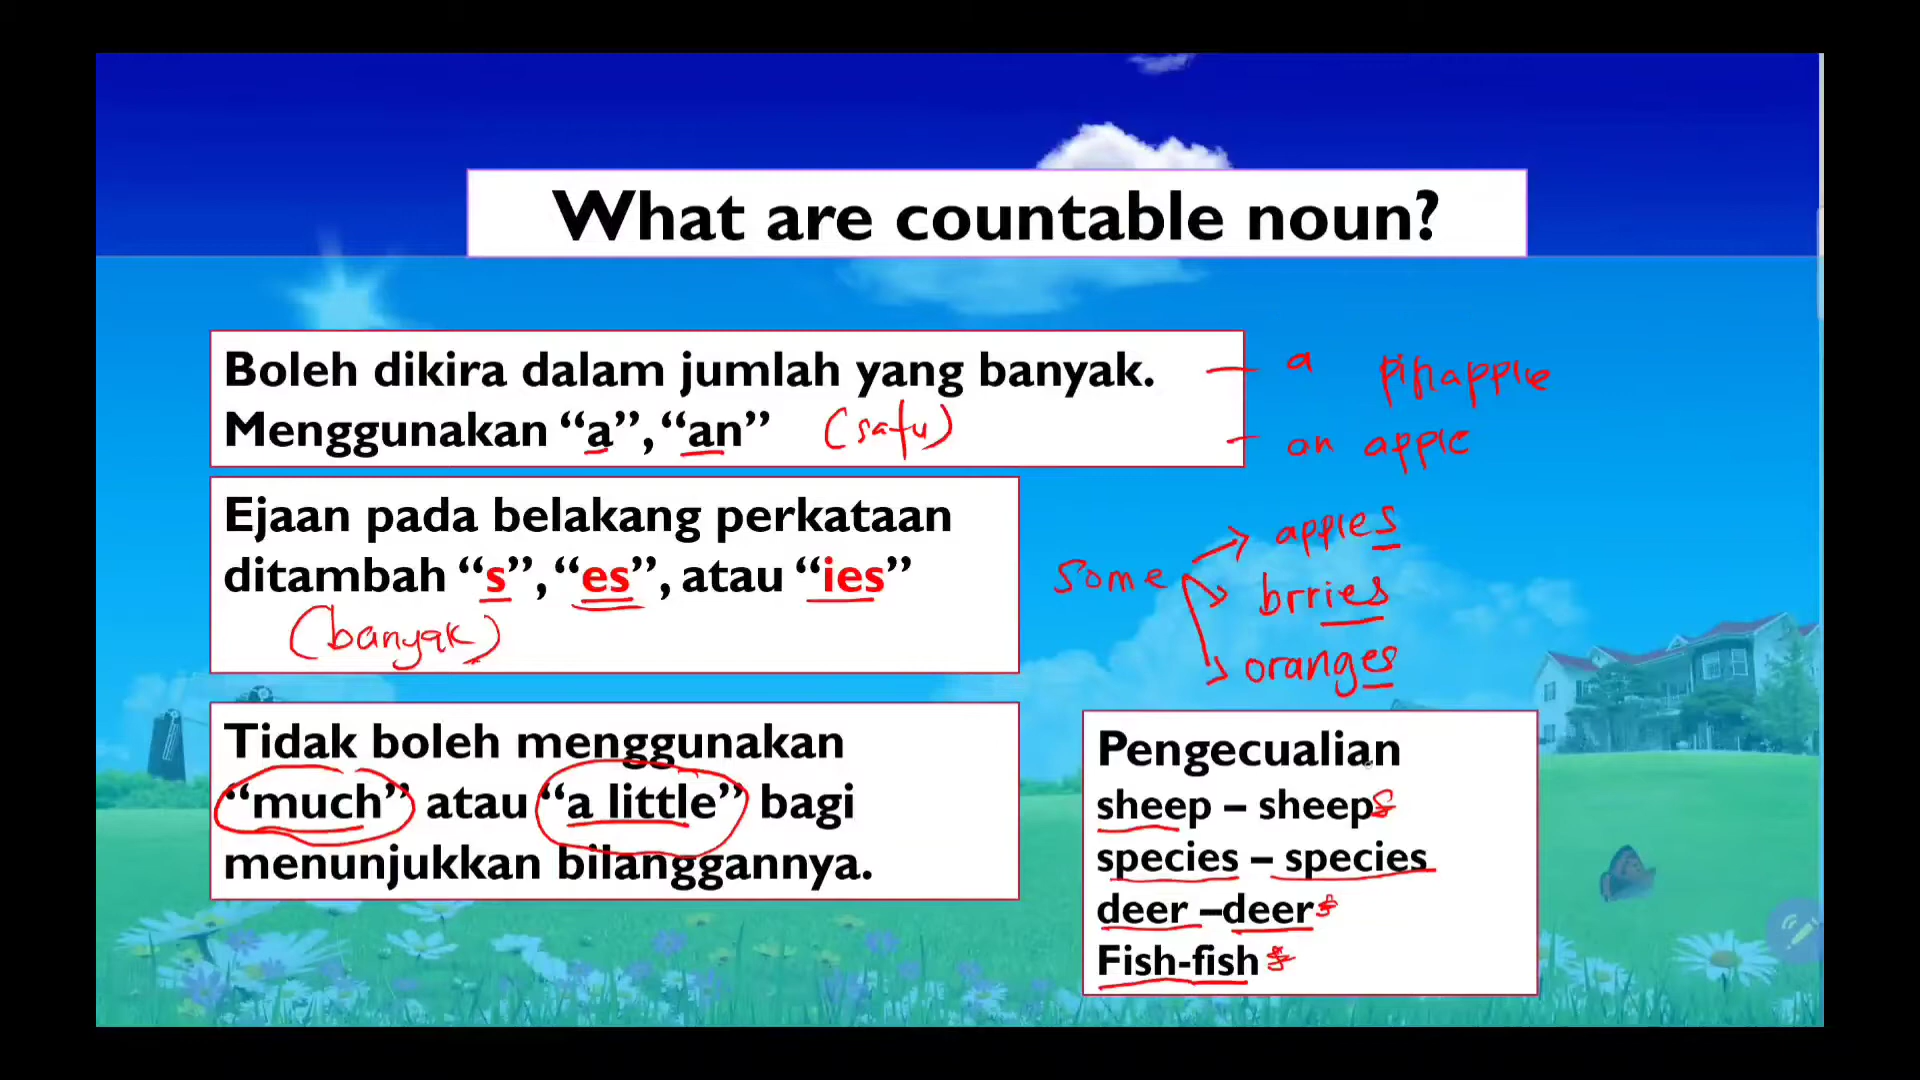 What are countable noun?
Boleh dikira dalam jumlah yang banyak.
Menggunakan “a”, “an” (satu)
a pinapple
an apple
Ejaan pada belakang perkataan
ditambah “s”, “es”, atau “ies”
(banyak)
some
apples
brries
oranges
Tidak boleh menggunakan
“much” atau “a little” bagi
menunjukkan bilanggannya.
Pengecualian
sheep – sheeps
species – species
deer –deers
Fish-fish